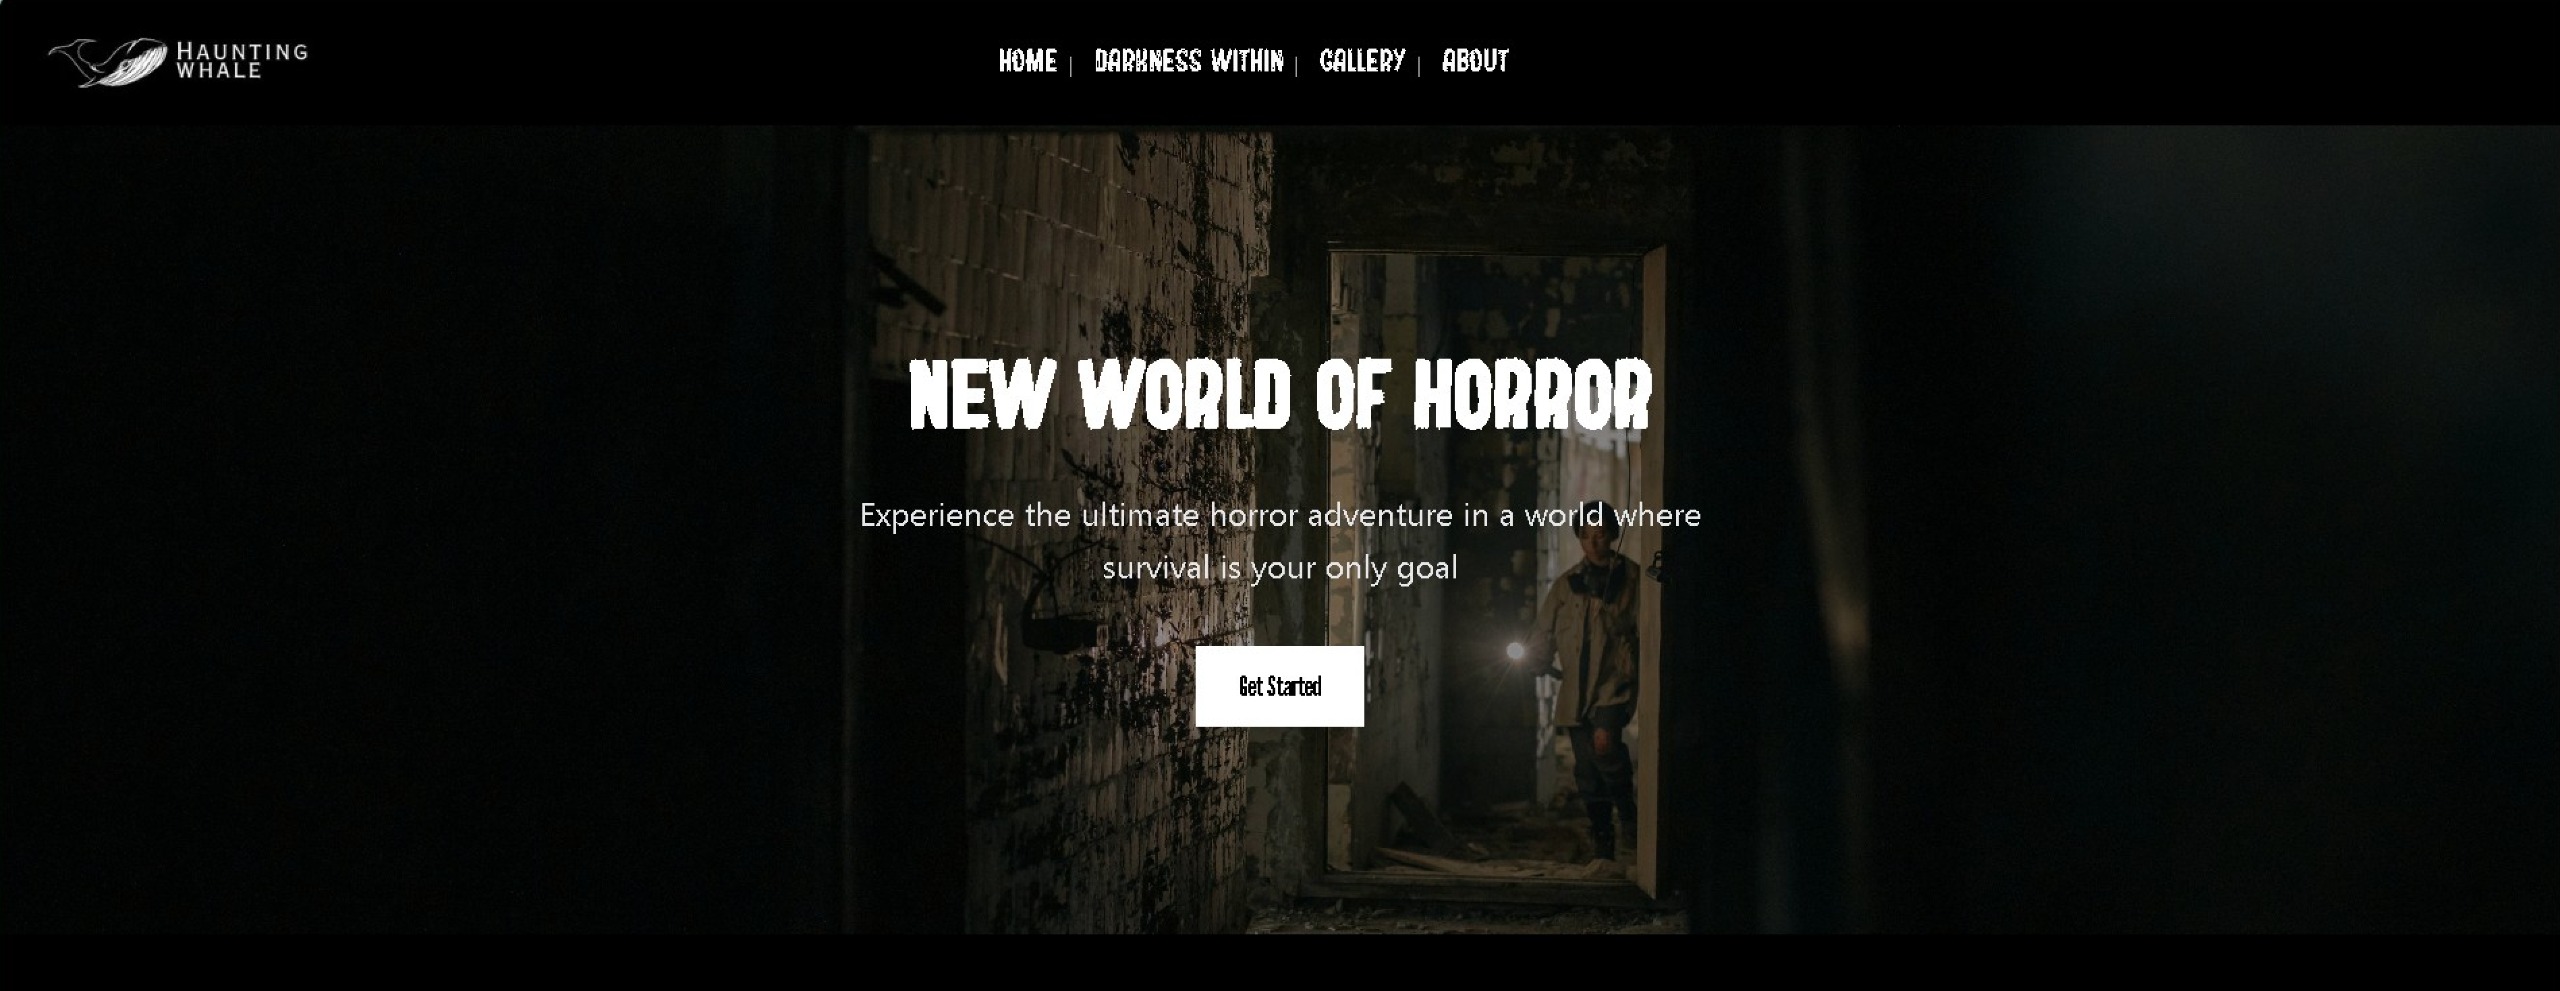 HAUNTING
WHALE
HOME | DARKNESS WITHIN | GALLERY | ABOUT
NEW WORLD OF HORROR
Experience the ultimate horror adventure in a world where
survival is your only goal
Get Started